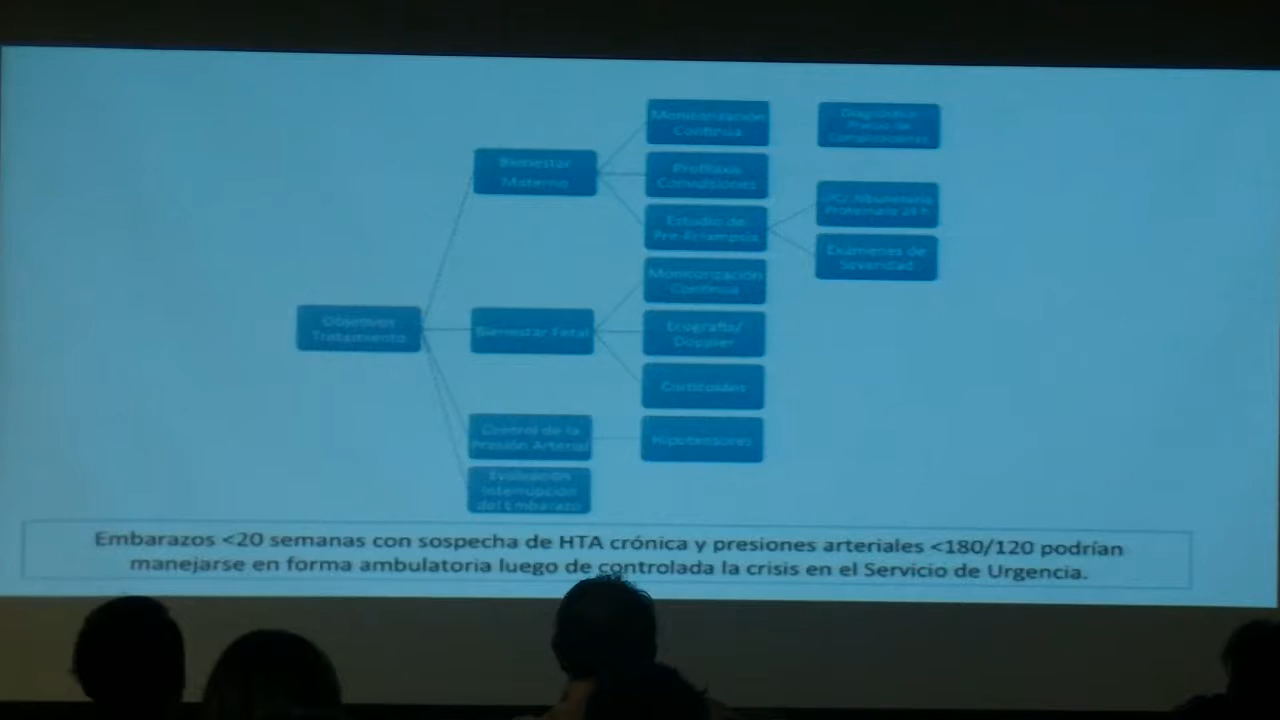 Monitorización
Continua
Diagnóstico
Precoz de
Complicaciones
Bienestar
Materno
Profilaxis
Convulsiones
Proteinuria 24 h
Estudio de
Pre-Eclampsia
Exámenes de
Severidad
Monitorización
Continua
Objetivos
Tratamiento
Bienestar Fetal
Ecografía/
Doppler
Corticoides
Control de la
Presión Arterial
Hipotensores
Evaluación
Interrupción
del Embarazo
Embarazos <20 semanas con sospecha de HTA crónica y presiones arteriales <180/120 podrían
manejarse en forma ambulatoria luego de controlada la crisis en el Servicio de Urgencia.